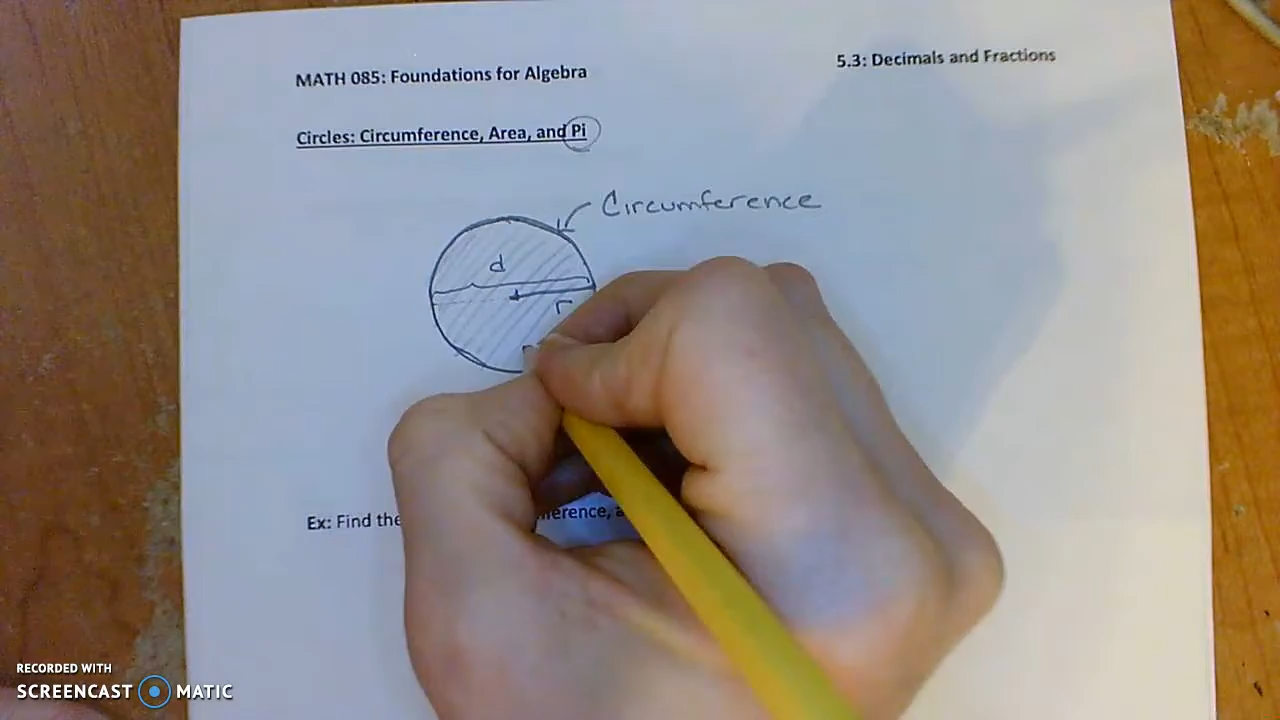 MATH 085: Foundations for Algebra
5.3: Decimals and Fractions
Circles: Circumference, Area, and Pi
Circumference
d
r
Ex: Find the
RECORDED WITH
SCREENCAST MATIC